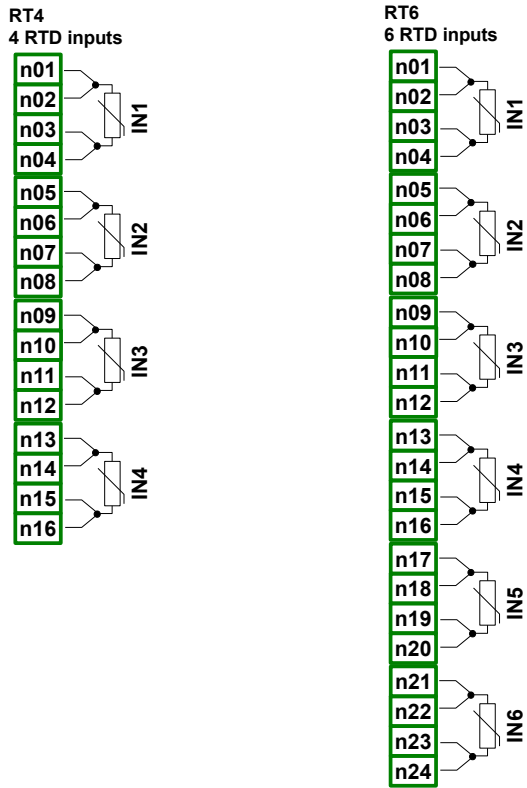 RT4
4 RTD inputs
n01
n02
n03
n04
IN1
n05
n06
n07
n08
IN2
n09
n10
n11
n12
IN3
n13
n14
n15
n16
IN4
RT6
6 RTD inputs
n01
n02
n03
n04
IN1
n05
n06
n07
n08
IN2
n09
n10
n11
n12
IN3
n13
n14
n15
n16
IN4
n17
n18
n19
n20
IN5
n21
n22
n23
n24
IN6